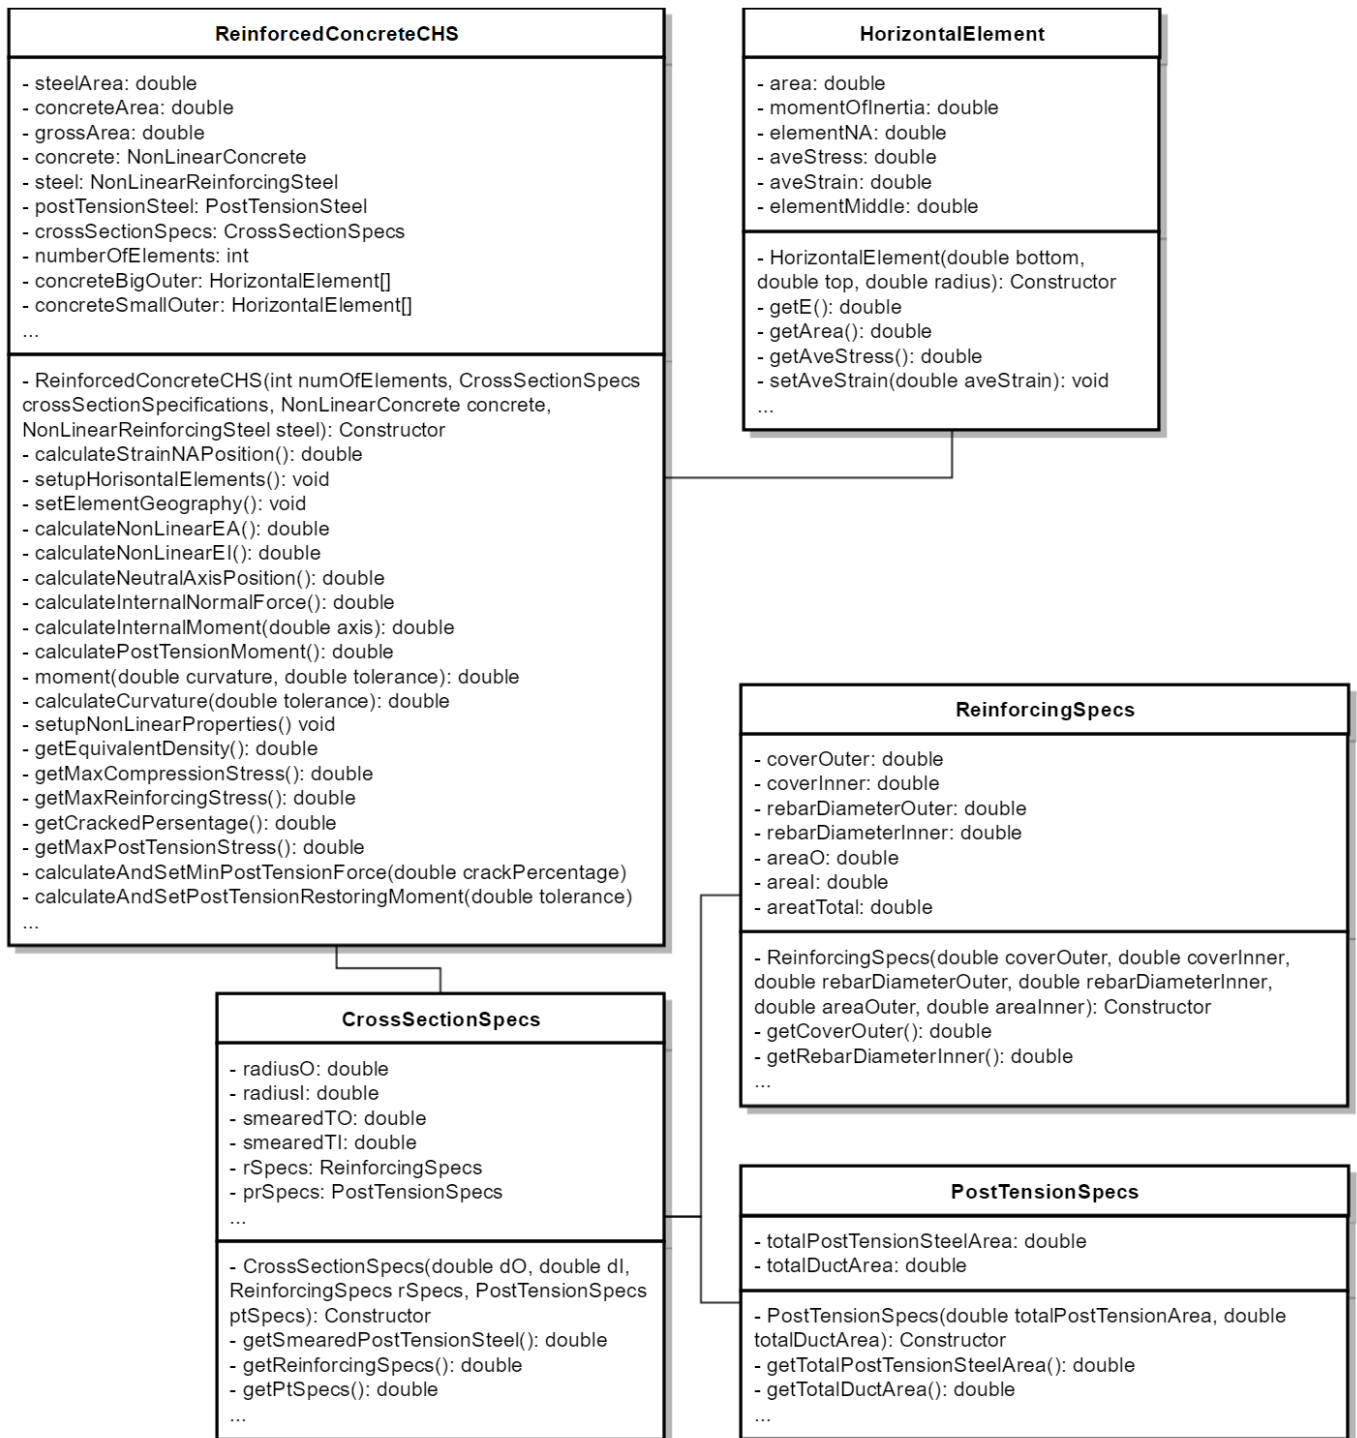 ReinforcedConcreteCHS
- steelArea: double
- concreteArea: double
- grossArea: double
- concrete: NonLinearConcrete
- steel: NonLinearReinforcingSteel
- postTensionSteel: PostTensionSteel
- crossSectionSpecs: CrossSectionSpecs
- numberOfElements: int
- concreteBigOuter: HorizontalElement[]
- concreteSmallOuter: HorizontalElement[]
...
- ReinforcedConcreteCHS(int numOfElements, CrossSectionSpecs
crossSectionSpecifications, NonLinearConcrete concrete,
NonLinearReinforcingSteel steel): Constructor
- calculateStrainNAPosition(): double
- setupHorisontalElements(): void
- setElementGeography(): void
- calculateNonLinearEA(): double
- calculateNonLinearEI(): double
- calculateNeutralAxisPosition(): double
- calculateInternalNormalForce(): double
- calculateInternalMoment(double axis): double
- calculatePostTensionMoment(): double
- moment(double curvature, double tolerance): double
- calculateCurvature(double tolerance): double
- setupNonLinearProperties() void
- getEquivalentDensity(): double
- getMaxCompressionStress(): double
- getMaxReinforcingStress(): double
- getCrackedPersentage(): double
- getMaxPostTensionStress(): double
- calculateAndSetMinPostTensionForce(double crackPercentage)
- calculateAndSetPostTensionRestoringMoment(double tolerance)
...
HorizontalElement
- area: double
- momentOfInertia: double
- elementNA: double
- aveStress: double
- aveStrain: double
- elementMiddle: double
- HorizontalElement(double bottom,
double top, double radius): Constructor
- getE(): double
- getArea(): double
- getAveStress(): double
- setAveStrain(double aveStrain): void
...
ReinforcingSpecs
- coverOuter: double
- coverInner: double
- rebarDiameterOuter: double
- rebarDiameterInner: double
- areaO: double
- areaI: double
- areatTotal: double
- ReinforcingSpecs(double coverOuter, double coverInner,
double rebarDiameterOuter, double rebarDiameterInner,
double areaOuter, double areaInner): Constructor
- getCoverOuter(): double
- getRebarDiameterInner(): double
...
CrossSectionSpecs
- radiusO: double
- radiusI: double
- smearedTO: double
- smearedTI: double
- rSpecs: ReinforcingSpecs
- prSpecs: PostTensionSpecs
...
- CrossSectionSpecs(double dO, double dI,
ReinforcingSpecs rSpecs, PostTensionSpecs
ptSpecs): Constructor
- getSmearedPostTensionSteel(): double
- getReinforcingSpecs(): double
- getPtSpecs(): double
...
PostTensionSpecs
- totalPostTensionSteelArea: double
- totalDuctArea: double
- PostTensionSpecs(double totalPostTensionArea, double
totalDuctArea): Constructor
- getTotalPostTensionSteelArea(): double
- getTotalDuctArea(): double
...